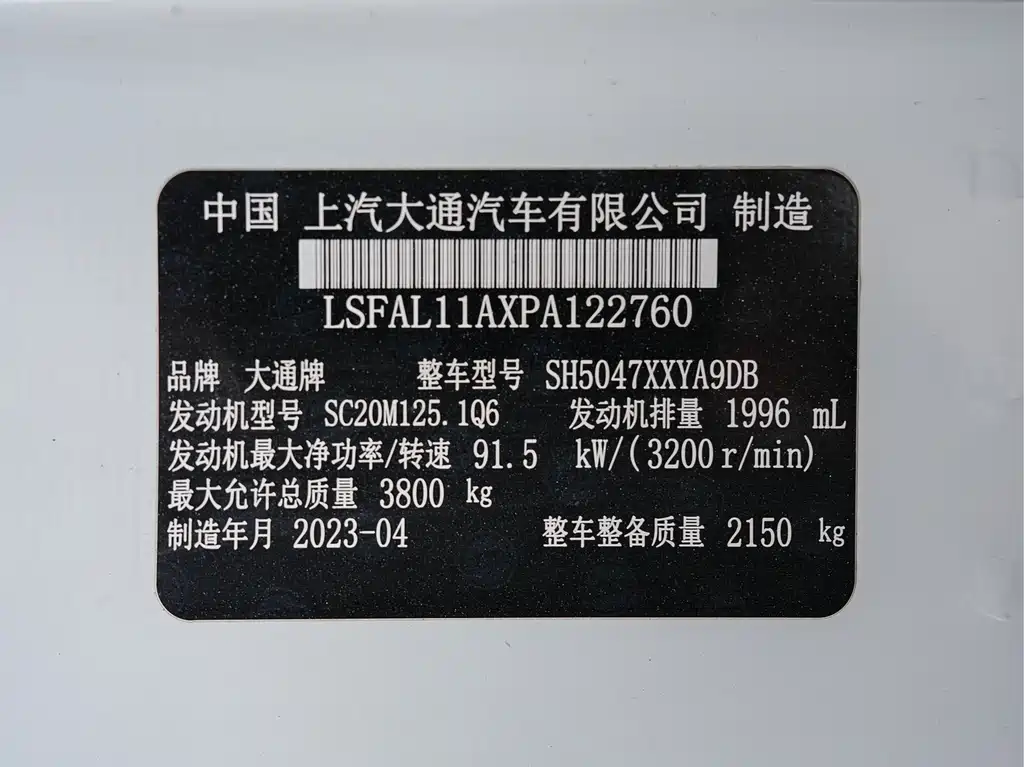 中国 上汽大通汽车有限公司 制造
LSFAL11AXPA122760
品牌 大通牌 整车型号 SH5047XXYA9DB
发动机型号 SC20M125.1Q6 发动机排量 1996 mL
发动机最大净功率/转速 91.5 kW/(3200 r/min)
最大允许总质量 3800 kg
制造年月 2023-04 整车整备质量 2150 kg